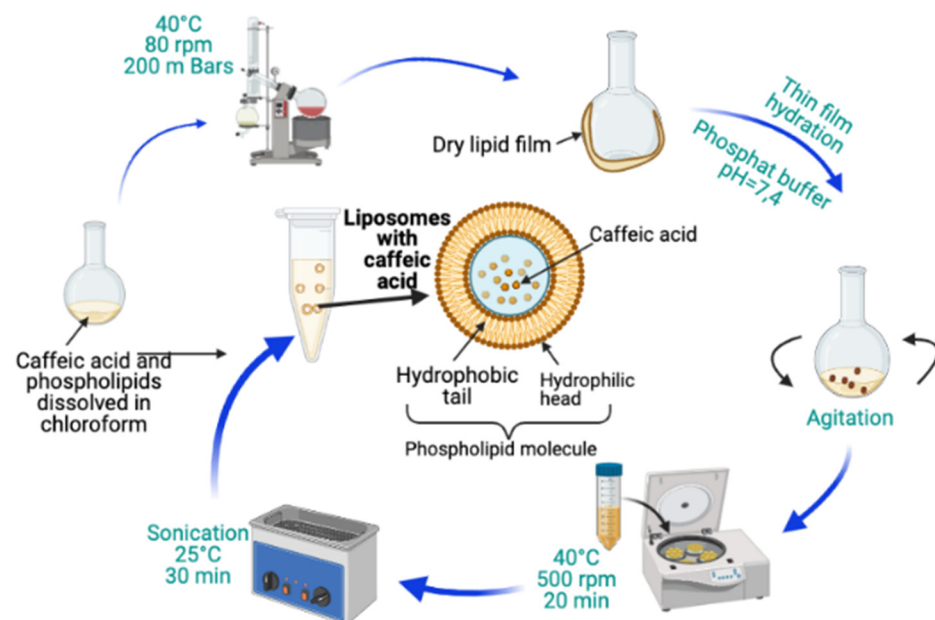 40°C
80 rpm
200 m Bars
Dry lipid film
Thin film
hydration
Phosphat buffer
pH=7,4
Caffeic acid and
phospholipids
dissolved in
chloroform
Liposomes
with
caffeic
acid
Caffeic acid
Hydrophobic
tail
Hydrophilic
head
Phospholipid molecule
Agitation
40°C
500 rpm
20 min
Sonication
25°C
30 min